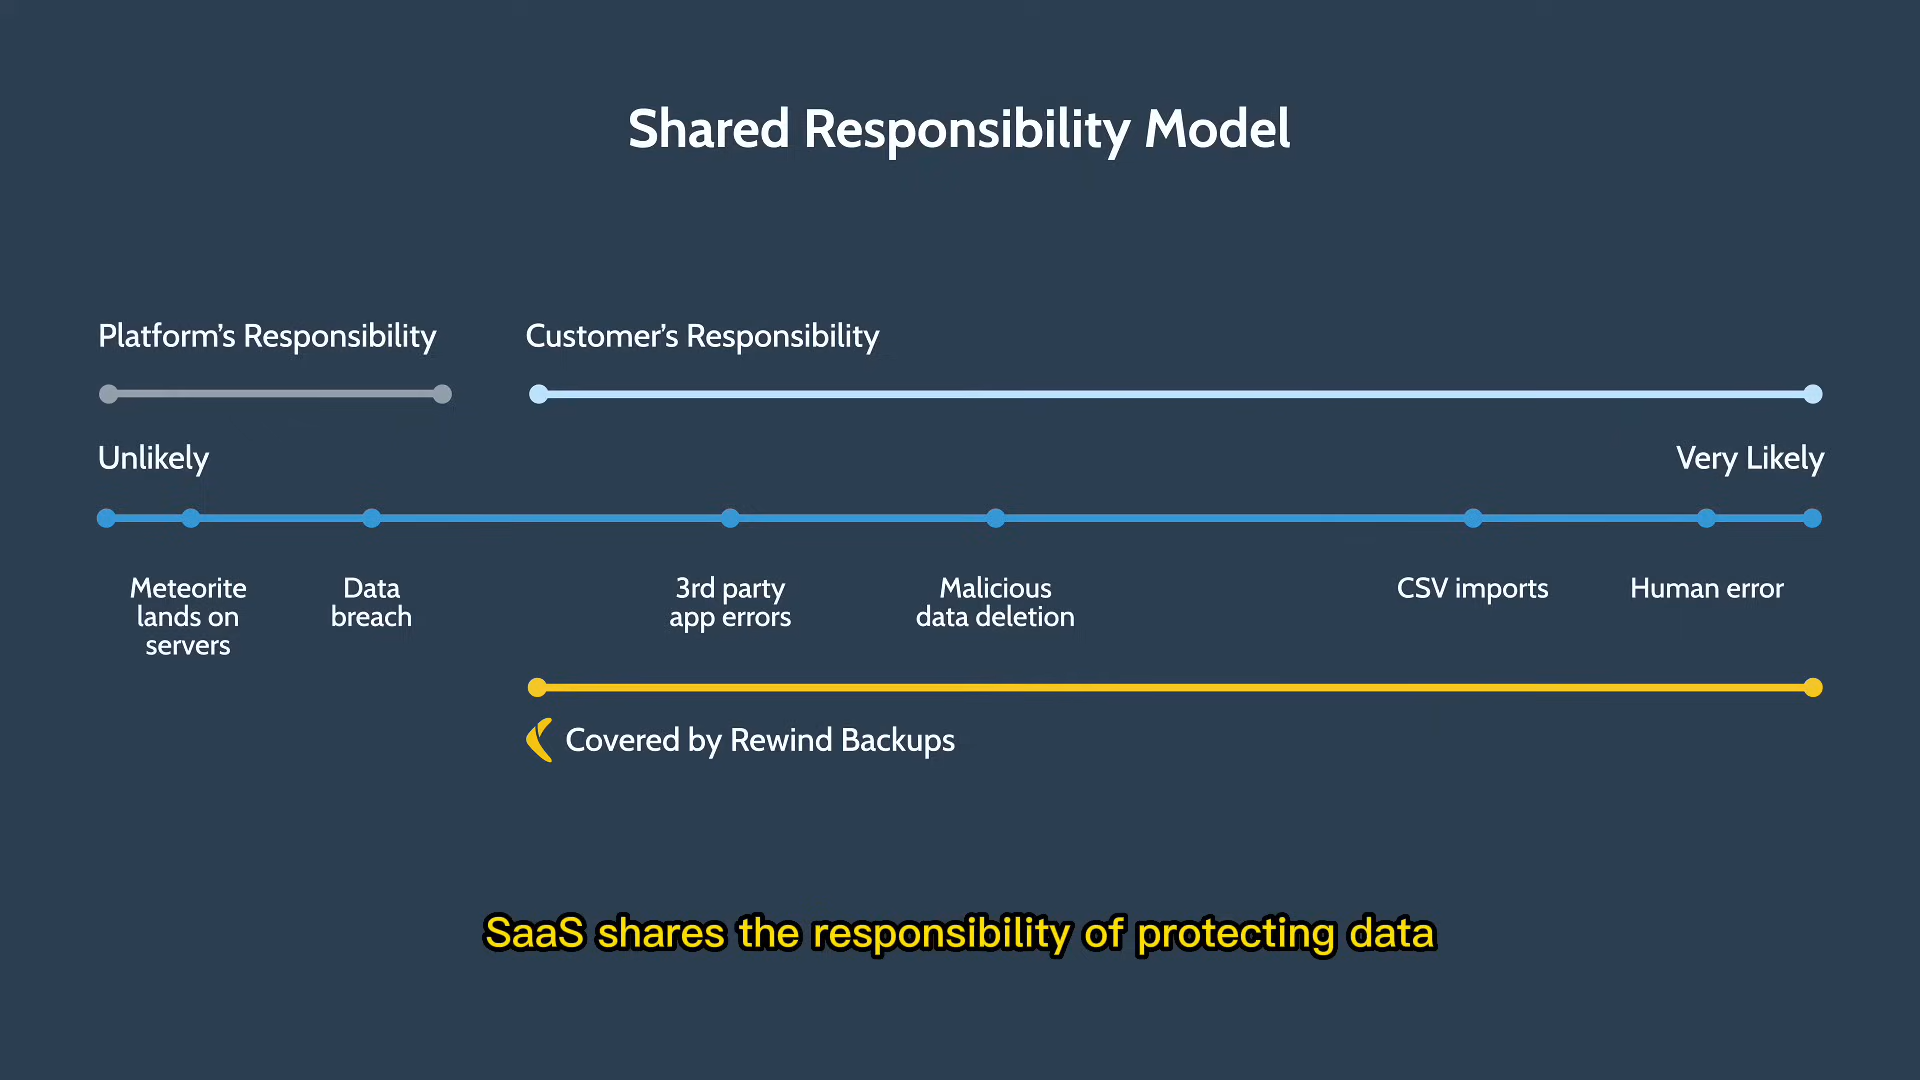 Shared Responsibility Model
Platform’s Responsibility
Customer’s Responsibility
Unlikely
Very Likely
Meteorite
lands on
servers
Data
breach
3rd party
app errors
Malicious
data deletion
CSV imports
Human error
Covered by Rewind Backups
SaaS shares the responsibility of protecting data